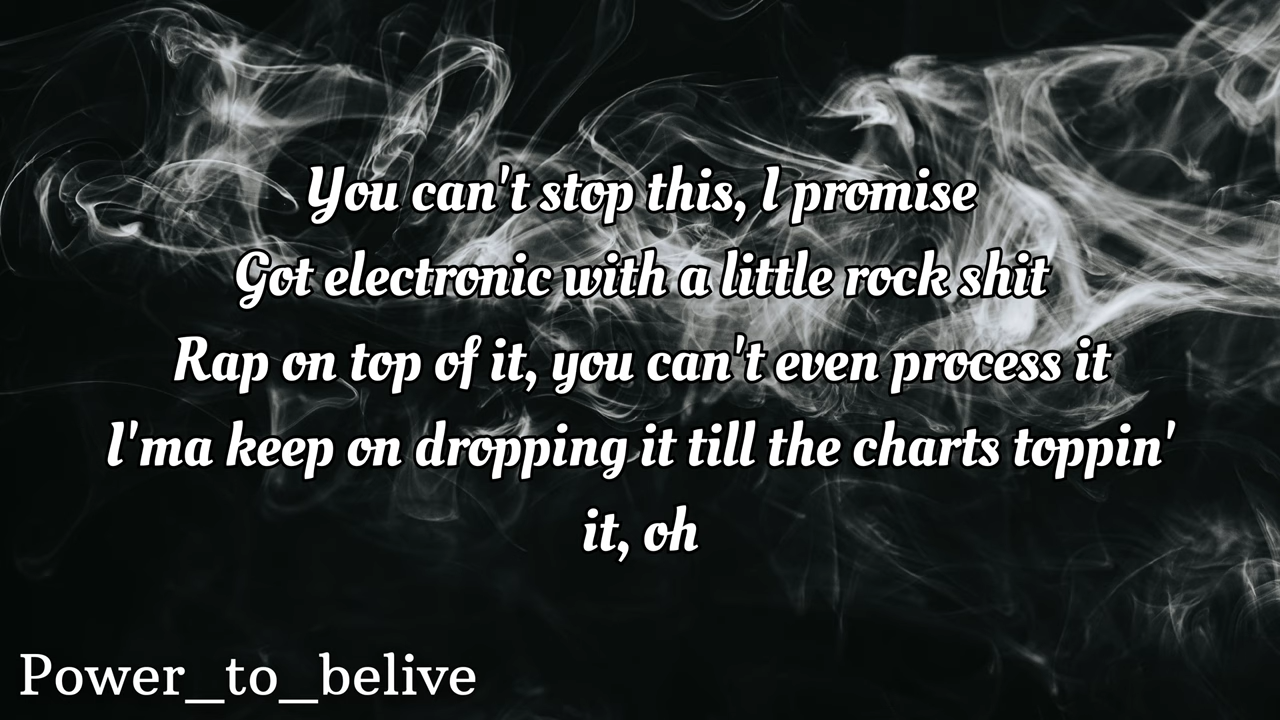 You can't stop this, I promise
Got electronic with a little rock shit
Rap on top of it, you can't even process it
I'ma keep on dropping it till the charts toppin'
it, oh
Power_to_belive